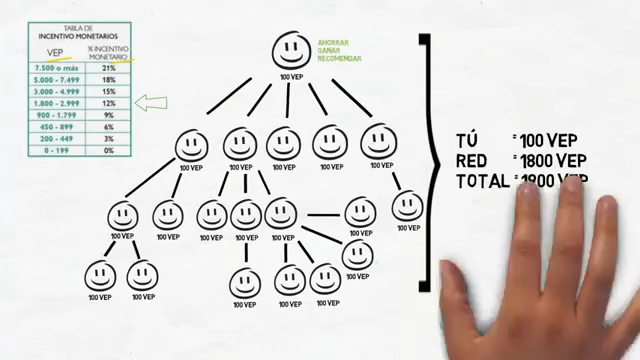 TABLA DE
INCENTIVO MONETARIOS
VEP % INCENTIVO MONETARIO
7.500 o más 21%
5.000 - 7.499 18%
3.000 - 4.999 15%
1.800 - 2.999 12%
900 - 1.799 9%
450 - 899 6%
200 - 449 3%
0 - 199 0%
AHORRAR
GANAR
RECOMENDAR
100 VEP
100 VEP 100 VEP 100 VEP 100 VEP 100 VEP
100 VEP 100 VEP 100 VEP 100 VEP 100 VEP 100 VEP 100 VEP
100 VEP
100 VEP 100 VEP 100 VEP 100 VEP 100 VEP
TÚ = 100 VEP
RED = 1800 VEP
TOTAL = 1900 VEP